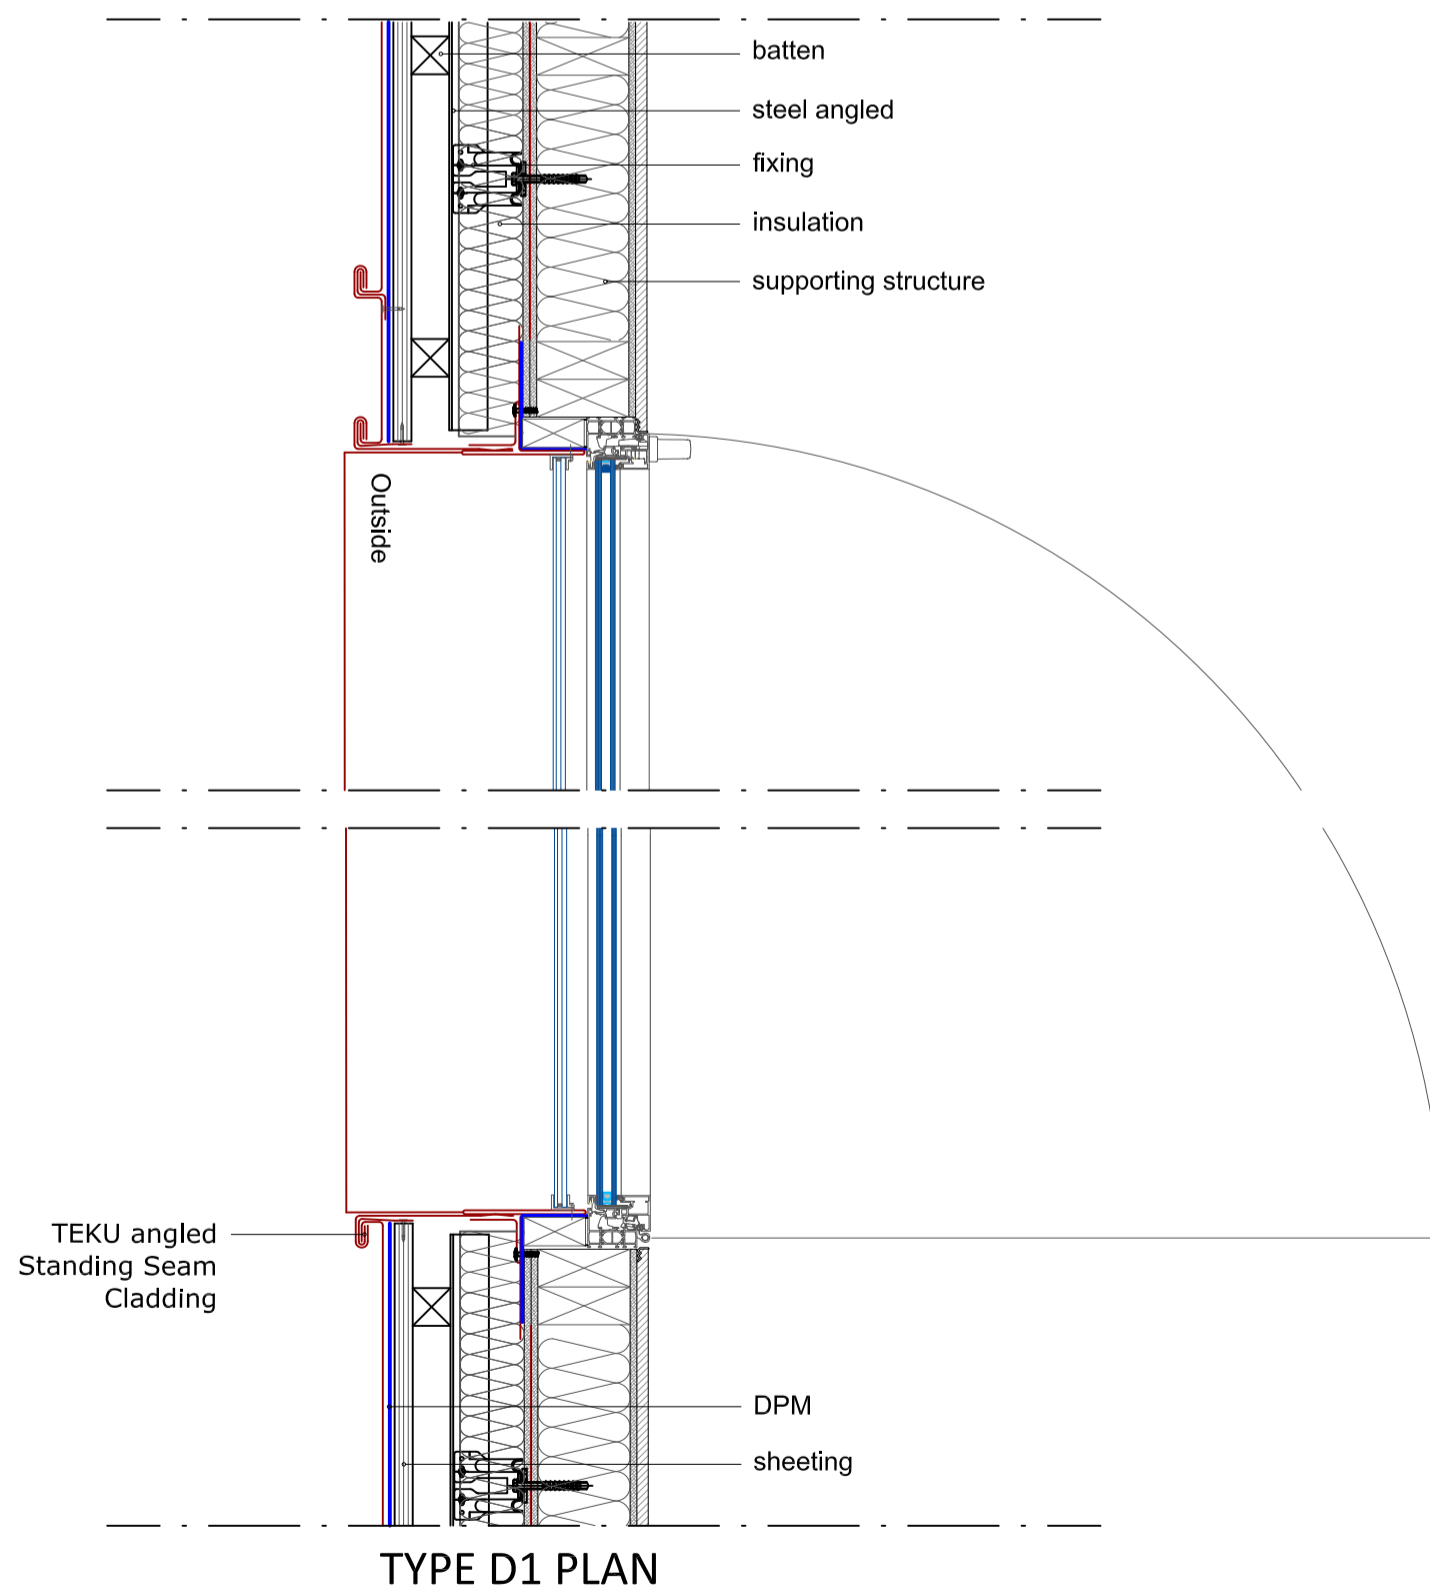 batten
steel angled
fixing
insulation
supporting structure
Outside
TEKU angled
Standing Seam
Cladding
DPM
sheeting
TYPE D1 PLAN